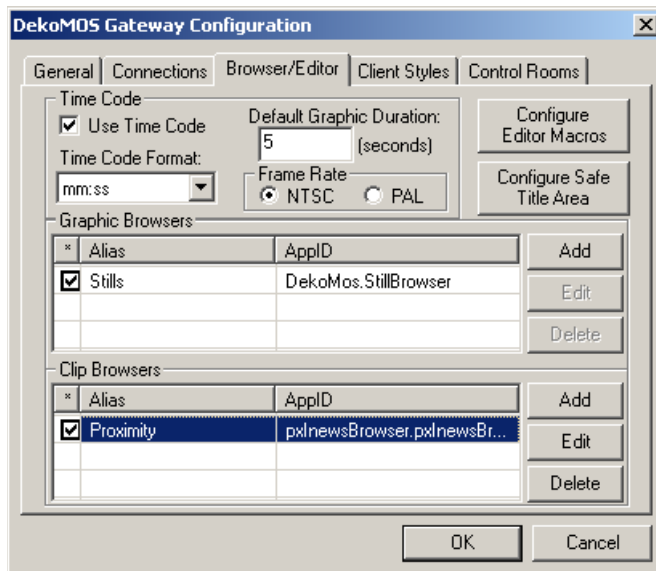 DekoMOS Gateway Configuration
General Connections Browser/Editor Client Styles Control Rooms
Time Code
Use Time Code
Time Code Format:
mm:ss
Default Graphic Duration:
5 (seconds)
Frame Rate
NTSC PAL
Configure
Editor Macros
Configure Safe
Title Area
Graphic Browsers
* Alias AppID
Stills DekoMos.StillBrowser
Add
Edit
Delete
Clip Browsers
* Alias AppID
Proximity pxlnewsBrowser.pxlnewsBr...
Add
Edit
Delete
OK Cancel